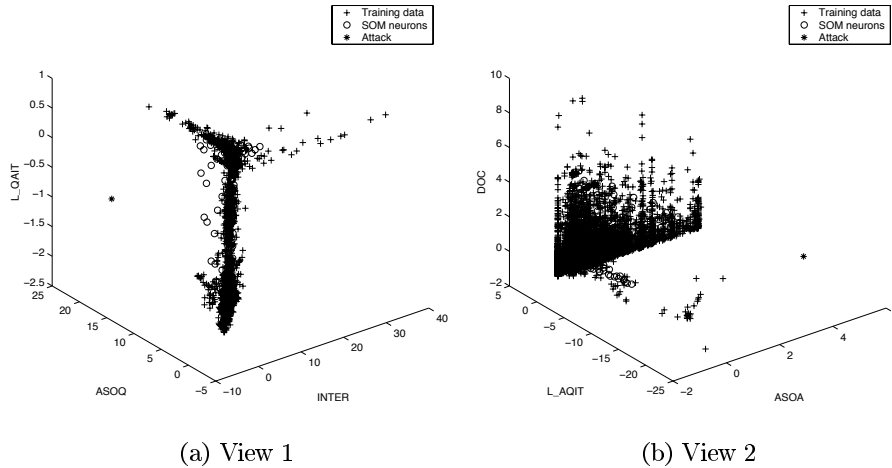 Training data
SOM neurons
Attack
1
0.5
0
−0.5
−1
−1.5
−2
−2.5
L_QAIT
25
20
15
10
5
0
−5
ASOQ
−10
0
10
20
30
40
INTER
(a) View 1
Training data
SOM neurons
Attack
10
8
6
4
2
0
−2
DOC
5
0
−5
−10
−15
−20
−25
L_AQIT
−2
0
2
4
ASOA
(b) View 2